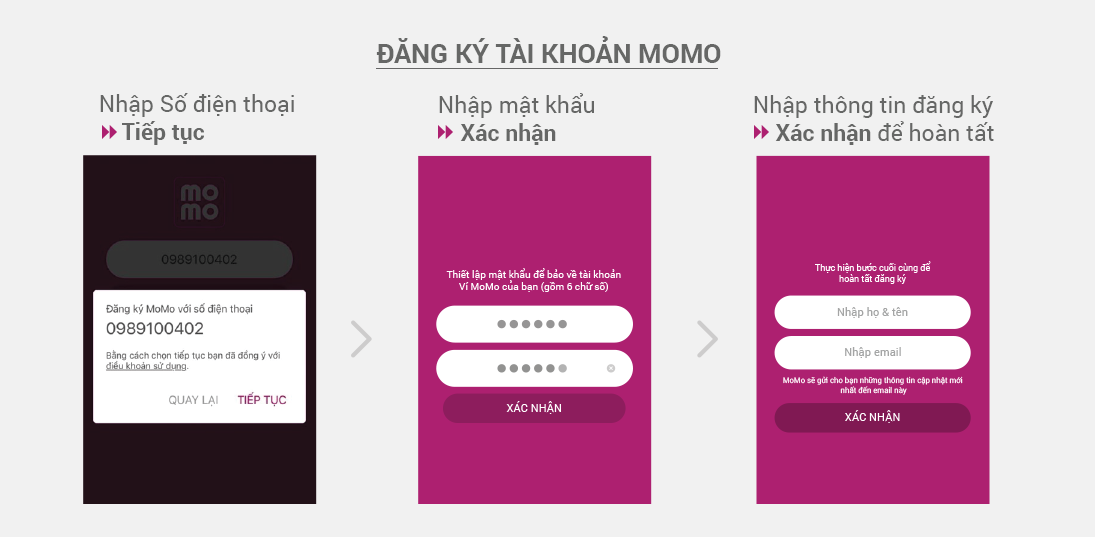 ĐĂNG KÝ TÀI KHOẢN MOMO
Nhập Số điện thoại
Tiếp tục
mo
mo
0989100402
Đăng ký MoMo với số điện thoại
0989100402
Bằng cách chọn tiếp tục bạn đã đồng ý với
điều khoản sử dụng.
QUAY LẠI TIẾP TỤC
Nhập mật khẩu
Xác nhận
Thiết lập mật khẩu để bảo về tài khoản
Ví MoMo của bạn (gồm 6 chữ số)
XÁC NHẬN
Nhập thông tin đăng ký
Xác nhận để hoàn tất
Thực hiện bước cuối cùng để
hoàn tất đăng ký
Nhập họ & tên
Nhập email
MoMo sẽ gửi cho bạn những thông tin cập nhật mới
nhất đến email này
XÁC NHẬN